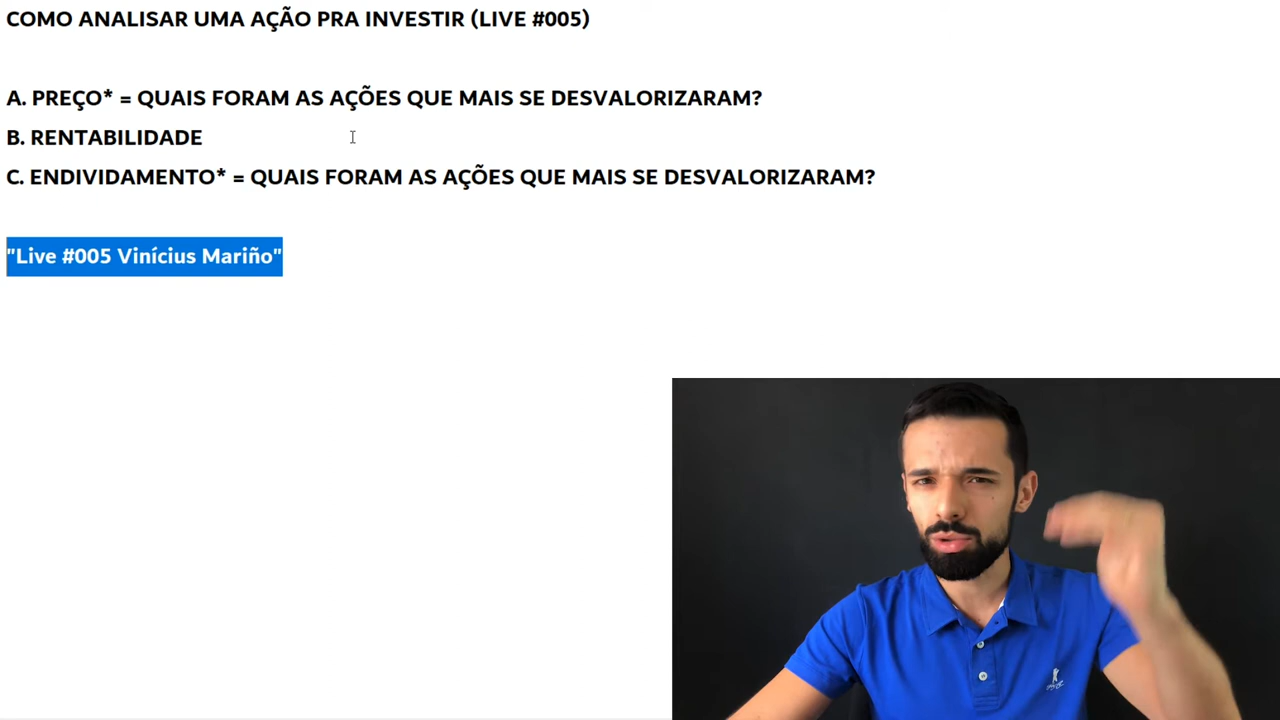 COMO ANALISAR UMA AÇÃO PRA INVESTIR (LIVE #005)
A. PREÇO* = QUAIS FORAM AS AÇÕES QUE MAIS SE DESVALORIZARAM?
B. RENTABILIDADE
C. ENDIVIDAMENTO* = QUAIS FORAM AS AÇÕES QUE MAIS SE DESVALORIZARAM?
"Live #005 Vinícius Mariño"